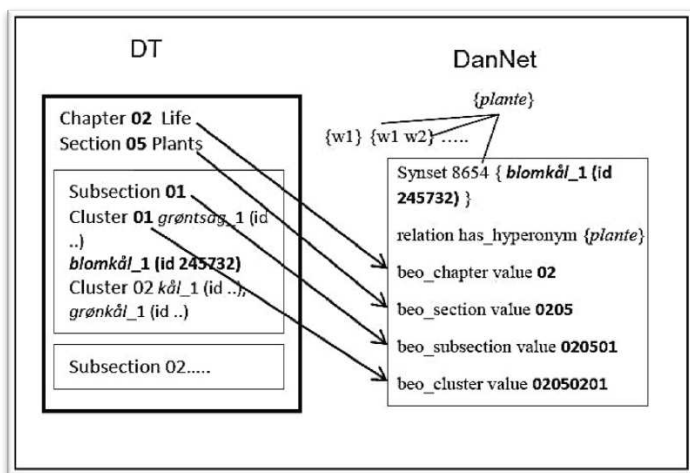 DT
Chapter 02 Life
Section 05 Plants
Subsection 01
Cluster 01 grøntsag_1 (id
..)
blomkål_1 (id 245732)
Cluster 02 kål_1 (id ..),
grønkål_1 (id ..)
Subsection 02.....
DanNet
{plante}
{w1} {w1 w2} .....
Synset 8654 { blomkål_1 (id
245732) }
relation has_hyperonym {plante}
beo_chapter value 02
beo_section value 0205
beo_subsection value 020501
beo_cluster value 02050201